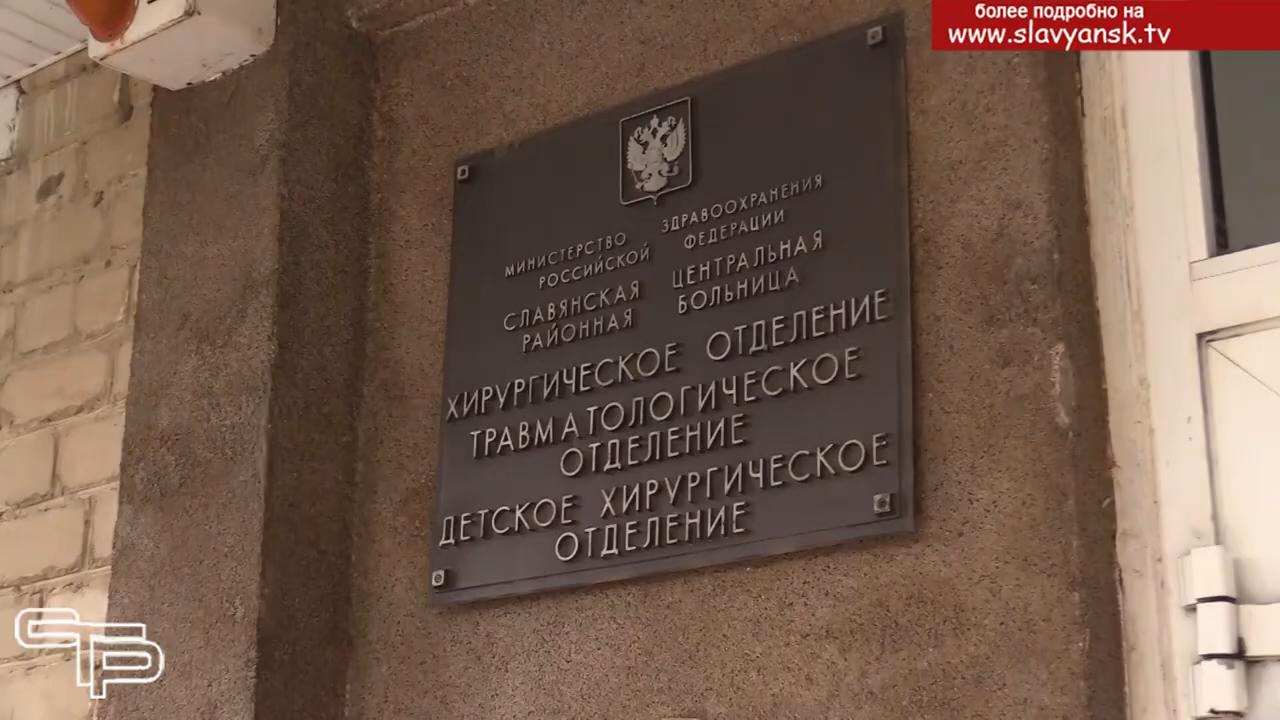 более подробно на
www.slavyansk.tv
МИНИСТЕРСТВО ЗДРАВООХРАНЕНИЯ
РОССИЙСКОЙ ФЕДЕРАЦИИ
СЛАВЯНСКАЯ ЦЕНТРАЛЬНАЯ
РАЙОННАЯ БОЛЬНИЦА
ХИРУРГИЧЕСКОЕ ОТДЕЛЕНИЕ
ТРАВМАТОЛОГИЧЕСКОЕ
ОТДЕЛЕНИЕ
ДЕТСКОЕ ХИРУРГИЧЕСКОЕ
ОТДЕЛЕНИЕ
СТР